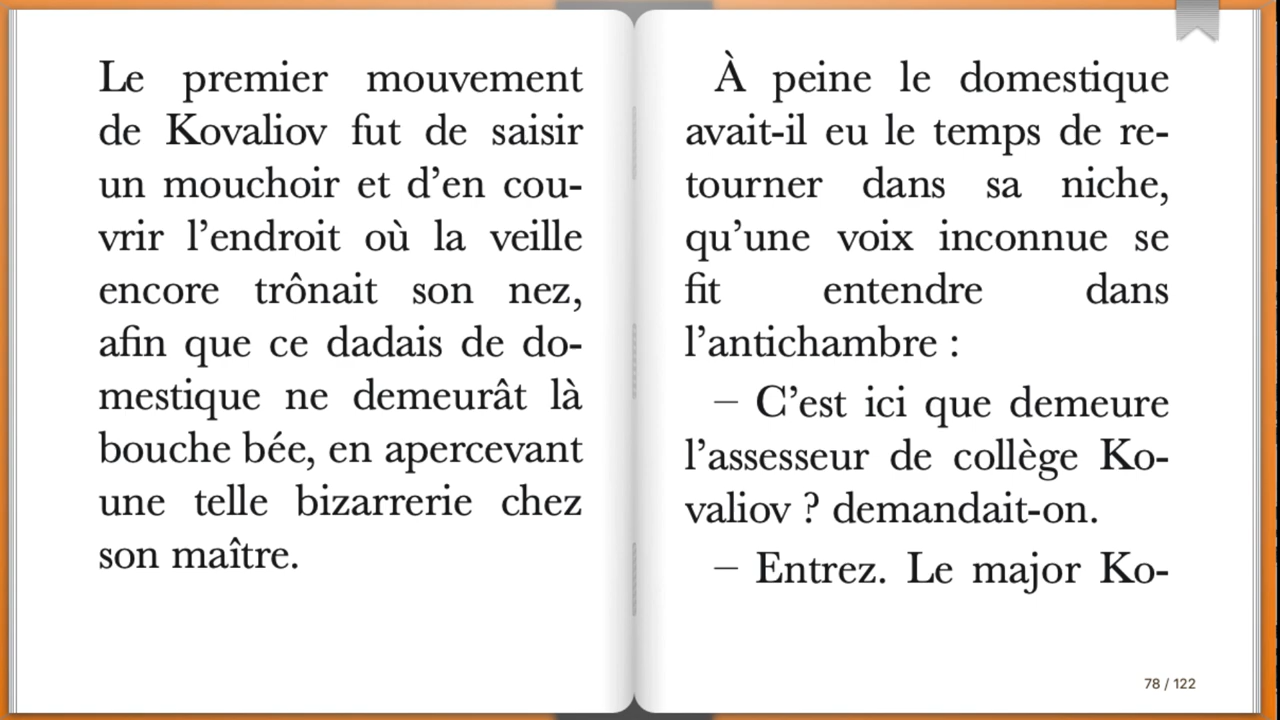 Le premier mouvement
de Kovaliov fut de saisir
un mouchoir et d’en cou-
vrir l’endroit où la veille
encore trônait son nez,
afin que ce dadais de do-
mestique ne demeurât là
bouche bée, en apercevant
une telle bizarrerie chez
son maître.
À peine le domestique
avait-il eu le temps de re-
tourner dans sa niche,
qu’une voix inconnue se
fit entendre dans
l’antichambre :
– C’est ici que demeure
l’assesseur de collège Ko-
valiov ? demandait-on.
– Entrez. Le major Ko-
78 / 122